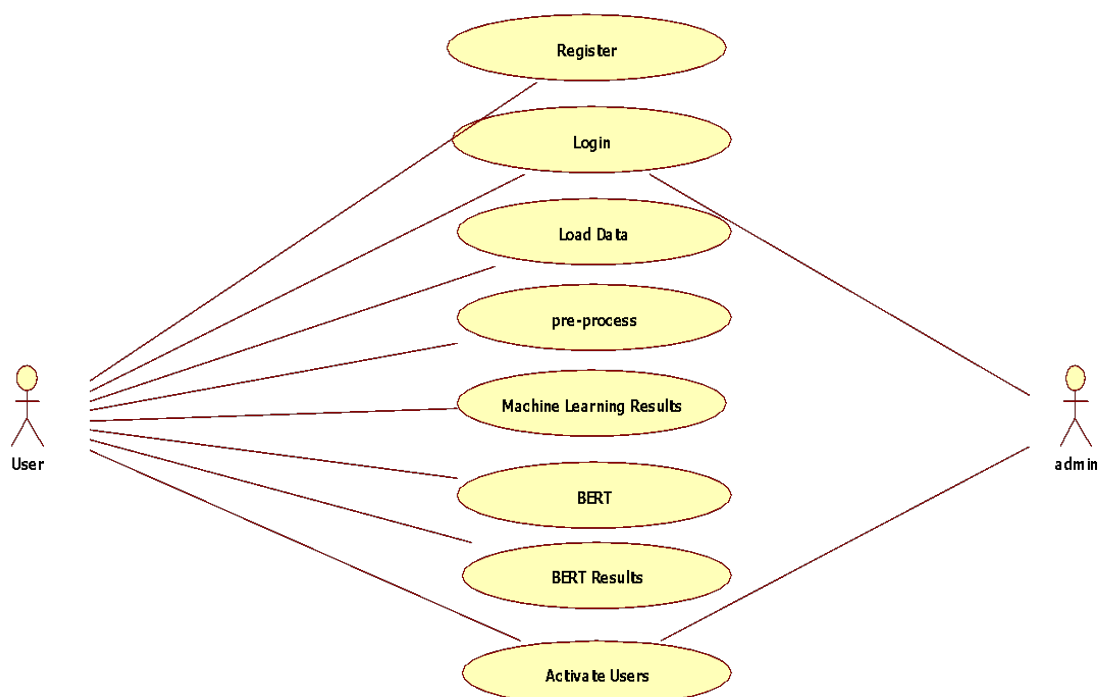 Register
Login
Load Data
pre-process
Machine Learning Results
User
admin
BERT
BERT Results
Activate Users